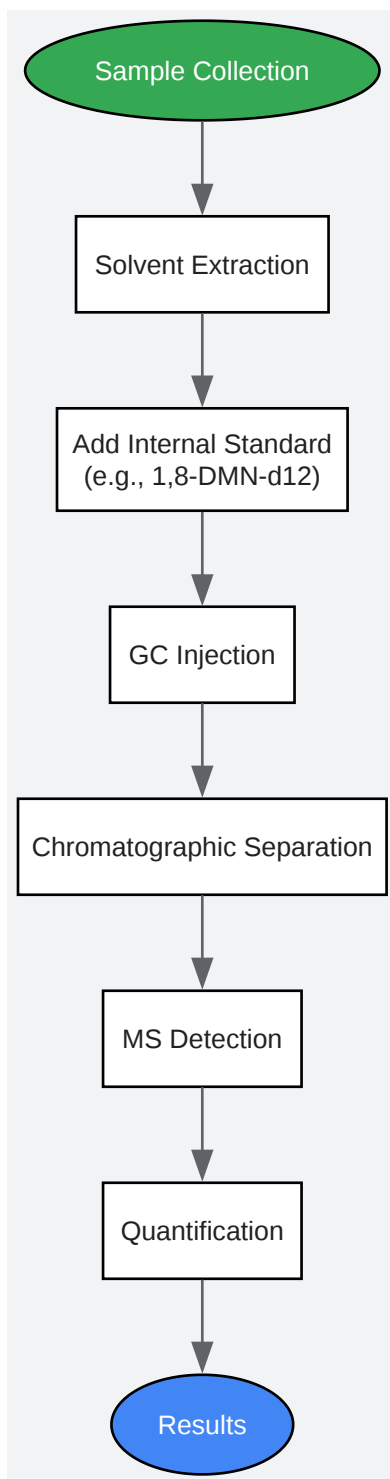 Sample Collection
Solvent Extraction
Add Internal Standard
(e.g., 1,8-DMN-d12)
GC Injection
Chromatographic Separation
MS Detection
Quantification
Results